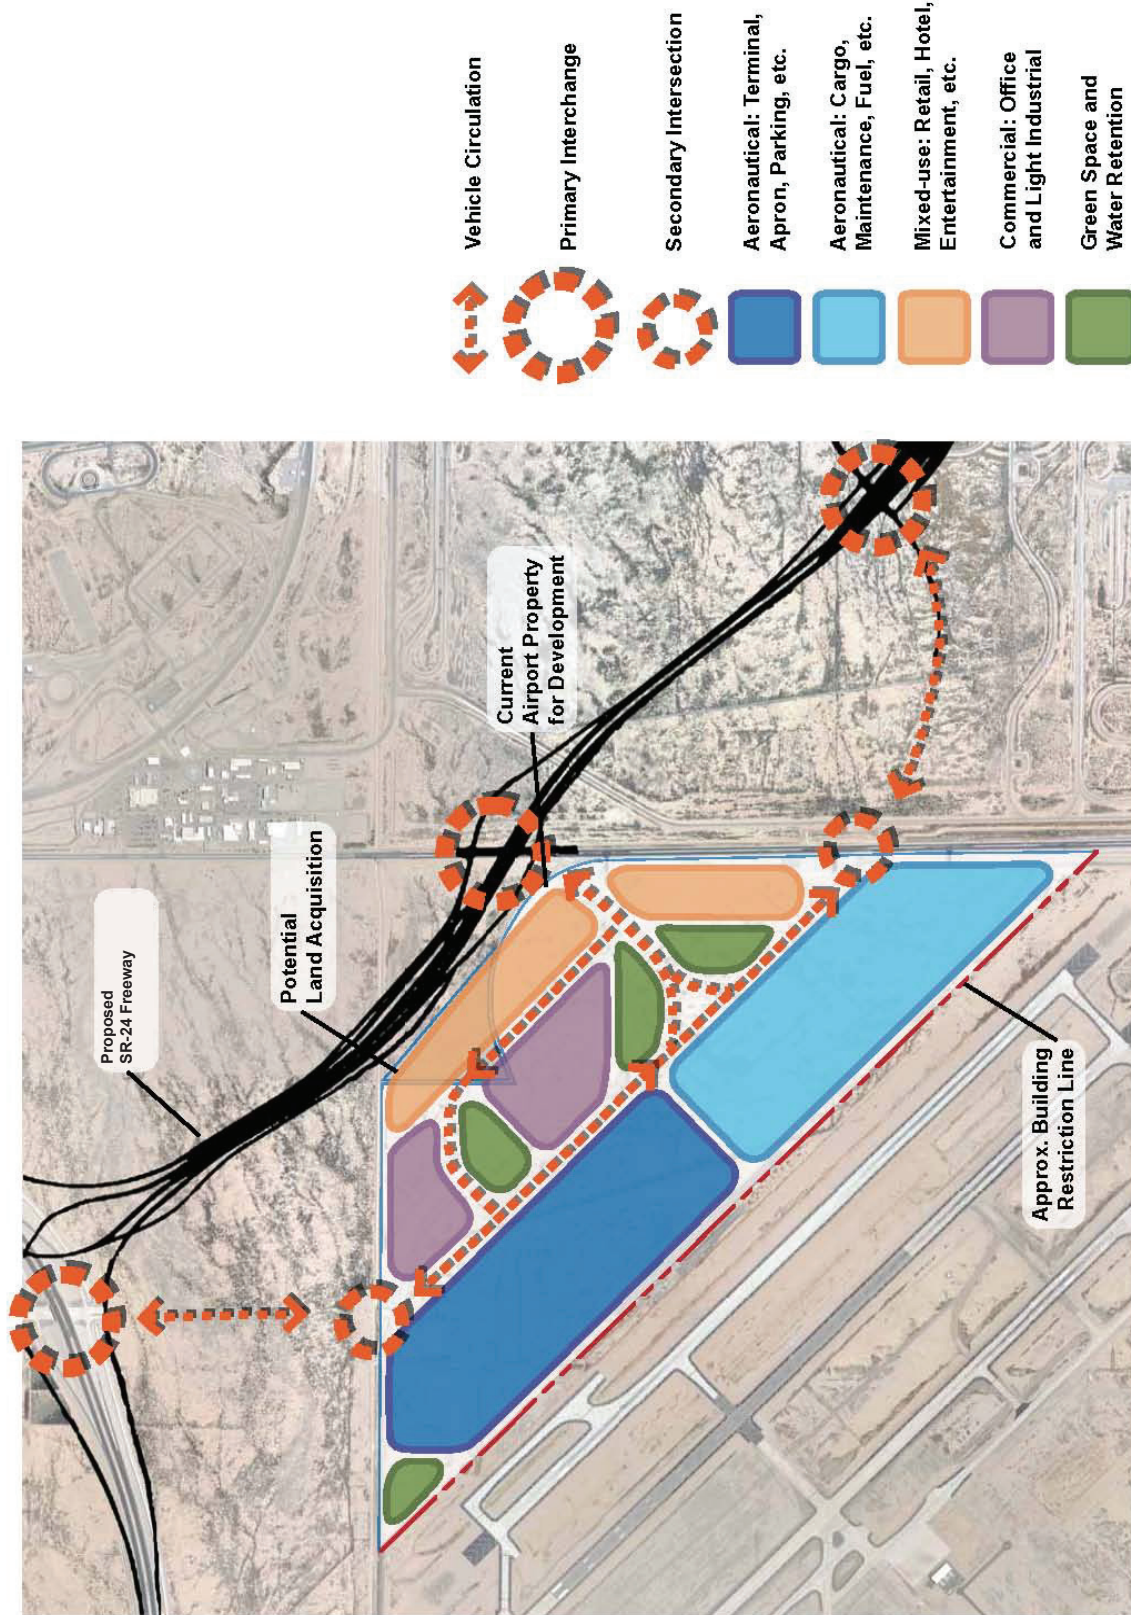 Proposed
SR-24 Freeway
Potential
Land Acquisition
Current
Airport Property
for Development
Approx. Building
Restriction Line
Vehicle Circulation
Primary Interchange
Secondary Intersection
Aeronautical: Terminal,
Apron, Parking, etc.
Aeronautical: Cargo,
Maintenance, Fuel, etc.
Mixed-use: Retail, Hotel,
Entertainment, etc.
Commercial: Office
and Light Industrial
Green Space and
Water Retention